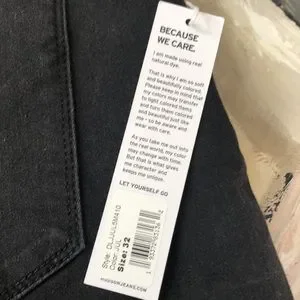 BECAUSE
WE CARE.
I am made using real
natural dye.
That is why I am so soft
and beautifully colored.
Please keep in mind that
my colors may transfer
to light colored items
and turn them colored
and beautiful just like
me - so be aware and
wear with care.
As you take me out into
the real world, my color
may change with time.
But that is what gives
me character and
keeps me unique.
LET YOURSELF GO
Style: DLJJUL5M410
Color: JUL
Size: 32